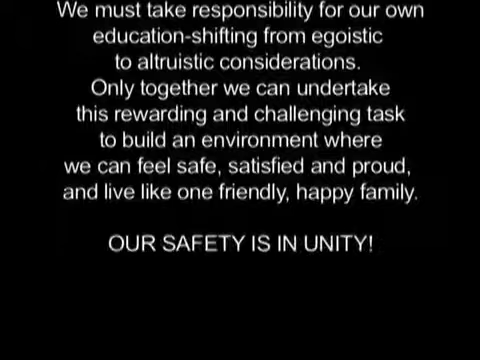 We must take responsibility for our own
education-shifting from egoistic
to altruistic considerations.
Only together we can undertake
this rewarding and challenging task
to build an environment where
we can feel safe, satisfied and proud,
and live like one friendly, happy family.
OUR SAFETY IS IN UNITY!